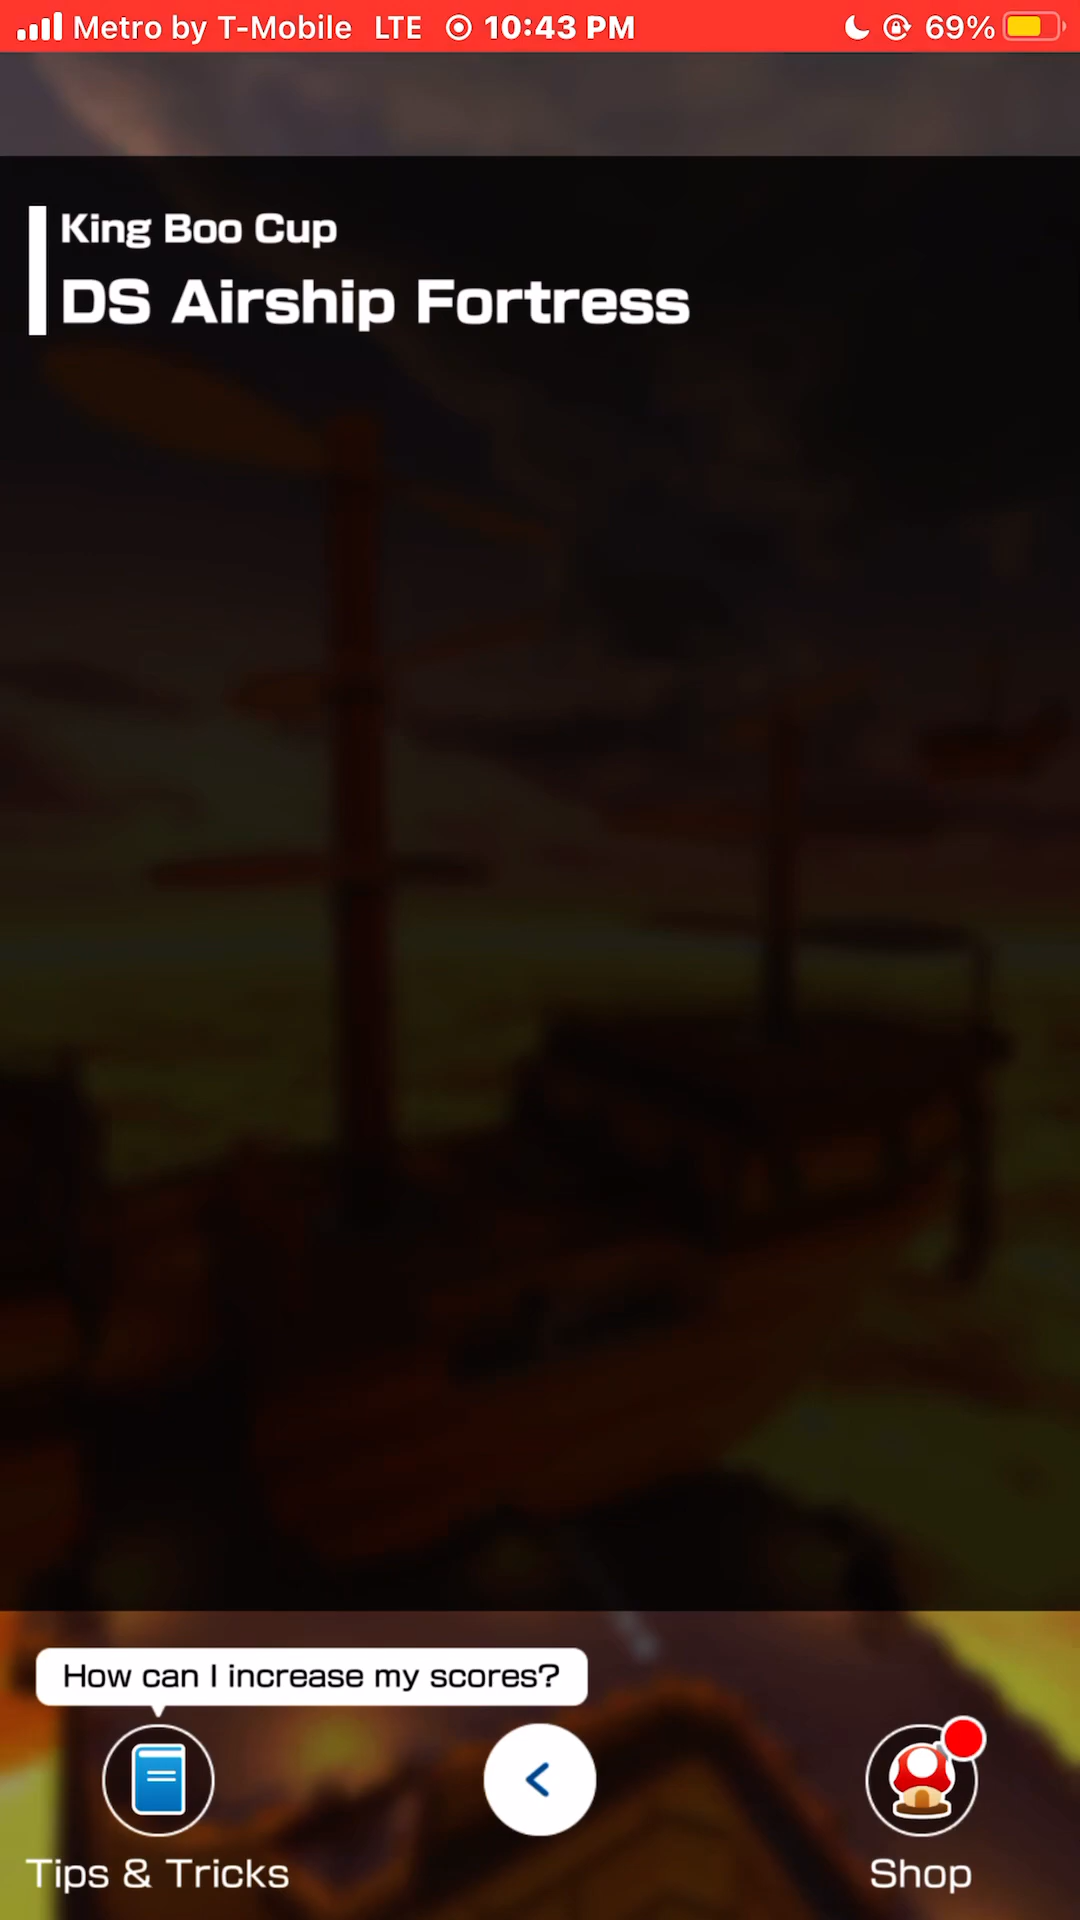 Metro by T-Mobile LTE 10:43 PM 69%
King Boo Cup
DS Airship Fortress
How can I increase my scores?
Tips & Tricks
Shop